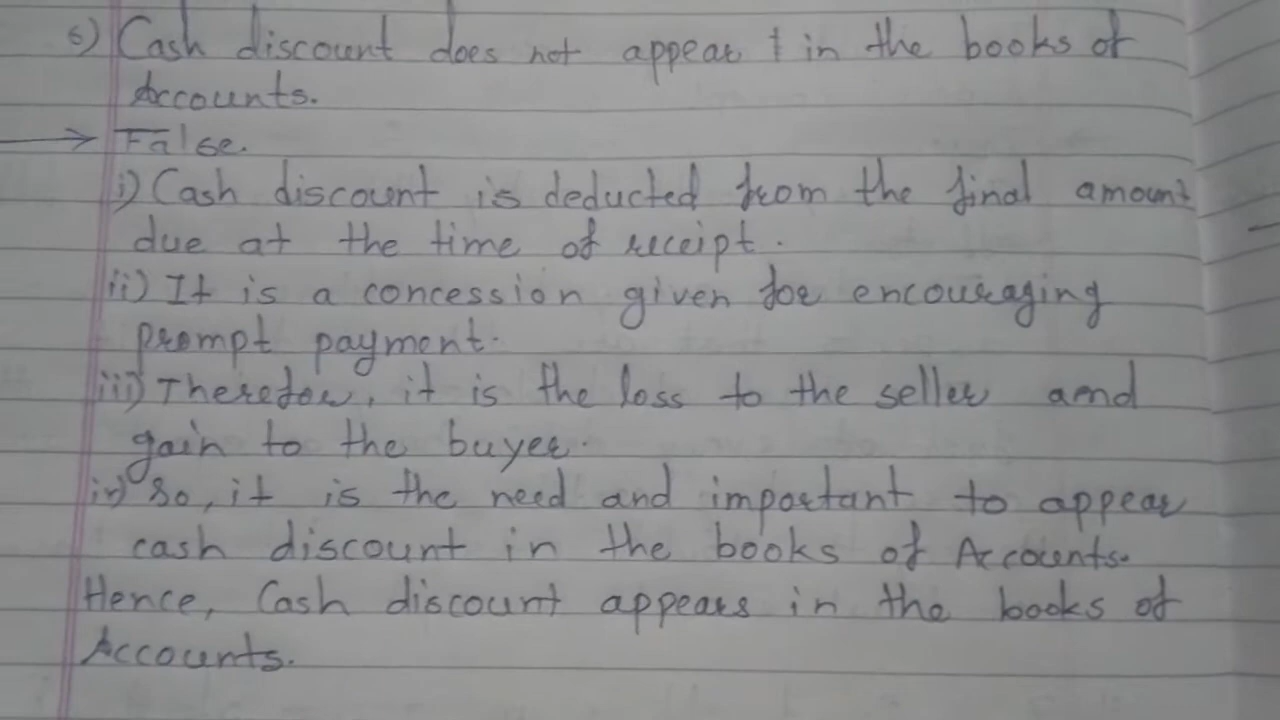 6) Cash discount does not appear in the books of
Accounts.
→ False.
i) Cash discount is deducted from the final amount
due at the time of receipt.
ii) It is a concession given for encouraging
prompt payment.
iii) Therefor, it is the loss to the seller and
gain to the buyer.
iv) So, it is the need and important to appear
cash discount in the books of Accounts.
Hence, Cash discount appears in the books of
Accounts.